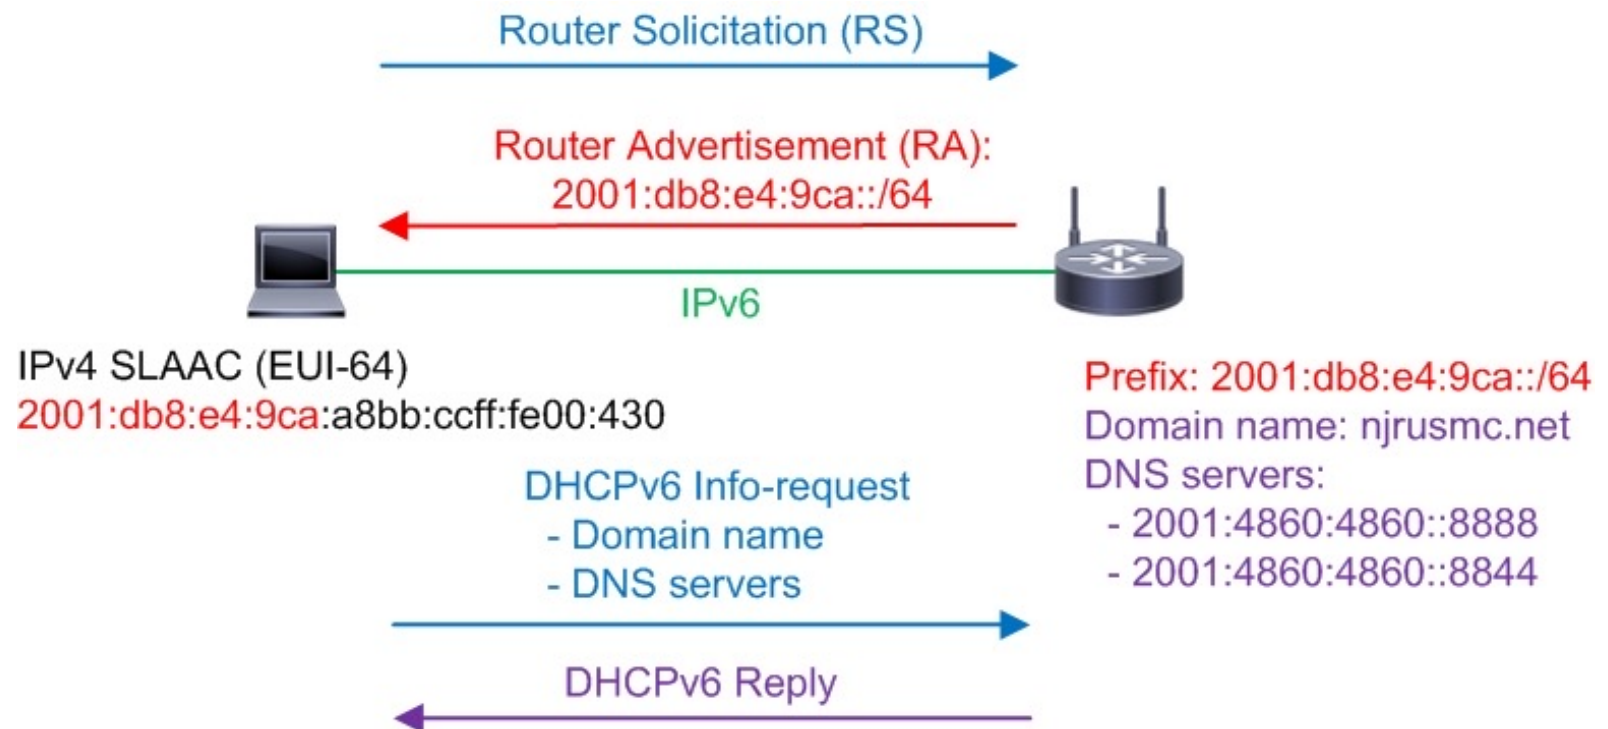 Router Solicitation (RS)
Router Advertisement (RA):
2001:db8:e4:9ca::/64
IPv6
IPv4 SLAAC (EUI-64)
2001:db8:e4:9ca:a8bb:ccff:fe00:430
Prefix: 2001:db8:e4:9ca::/64
Domain name: njrusmc.net
DNS servers:
- 2001:4860:4860::8888
- 2001:4860:4860::8844
DHCPv6 Info-request
- Domain name
- DNS servers
DHCPv6 Reply